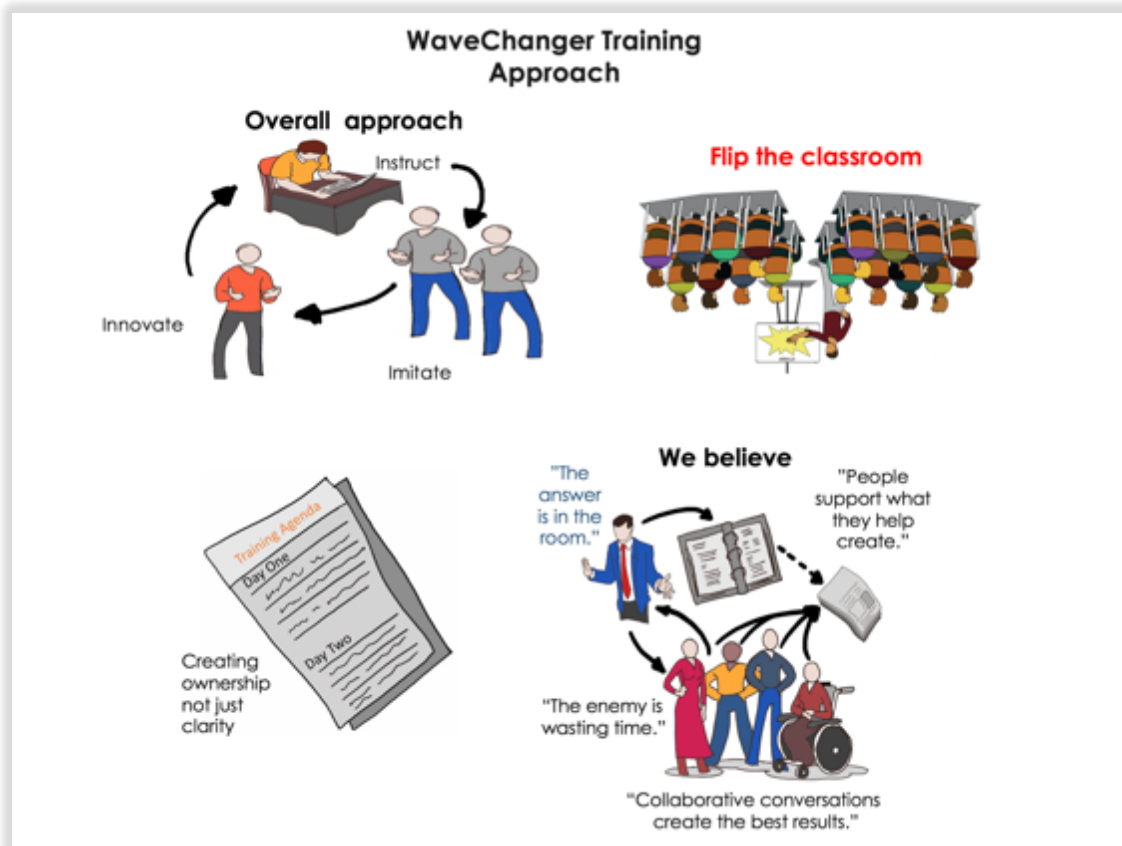 WaveChanger Training
Approach
Overall approach
Instruct
Innovate
Imitate
Flip the classroom
Training Agenda
Day One
Day Two
Creating
ownership
not just
clarity
We believe
"The
answer
is in the
room."
"People
support what
they help
create."
"The enemy is
wasting time."
"Collaborative conversations
create the best results."